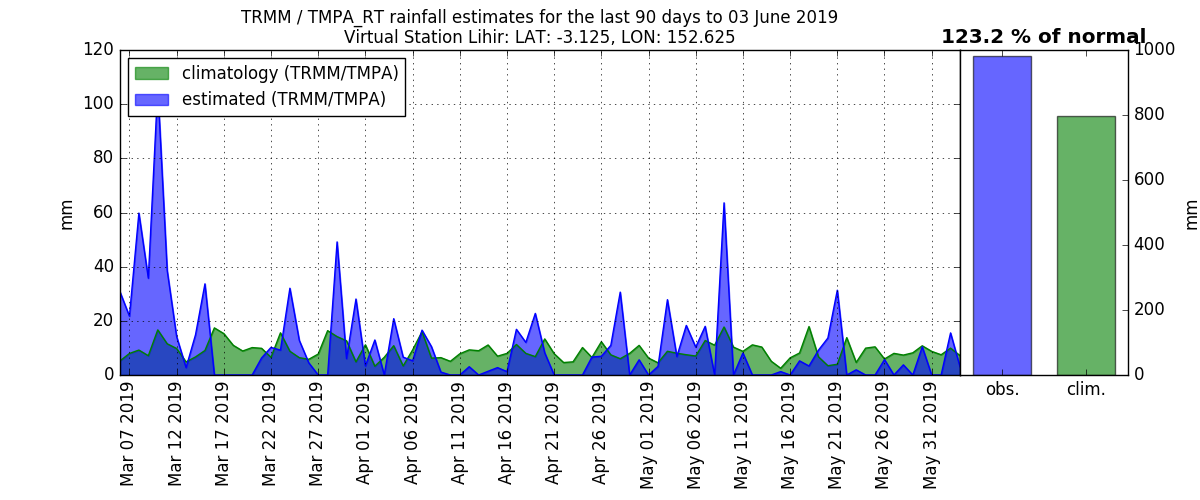 TRMM / TMPA_RT rainfall estimates for the last 90 days to 03 June 2019
Virtual Station Lihir: LAT: -3.125, LON: 152.625
123.2 % of normal
climatology (TRMM/TMPA)
estimated (TRMM/TMPA)
120
100
80
60
40
20
0
mm
Mar 07 2019
Mar 12 2019
Mar 17 2019
Mar 22 2019
Mar 27 2019
Apr 01 2019
Apr 06 2019
Apr 11 2019
Apr 16 2019
Apr 21 2019
Apr 26 2019
May 01 2019
May 06 2019
May 11 2019
May 16 2019
May 21 2019
May 26 2019
May 31 2019
obs.
clim.
1000
800
600
400
200
0
mm